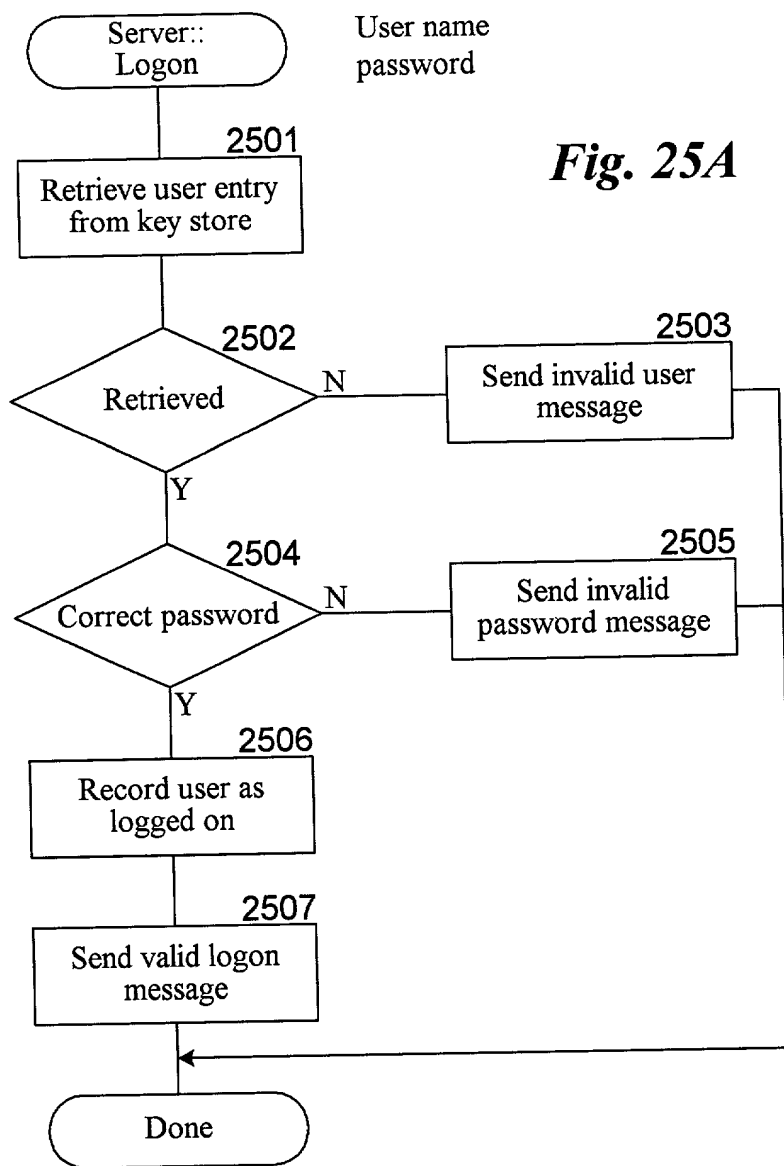 Server::
Logon
User name
password
Fig. 25A
2501
Retrieve user entry
from key store
2502
Retrieved
N
Y
2503
Send invalid user
message
2504
Correct password
N
Y
2505
Send invalid
password message
2506
Record user as
logged on
2507
Send valid logon
message
Done